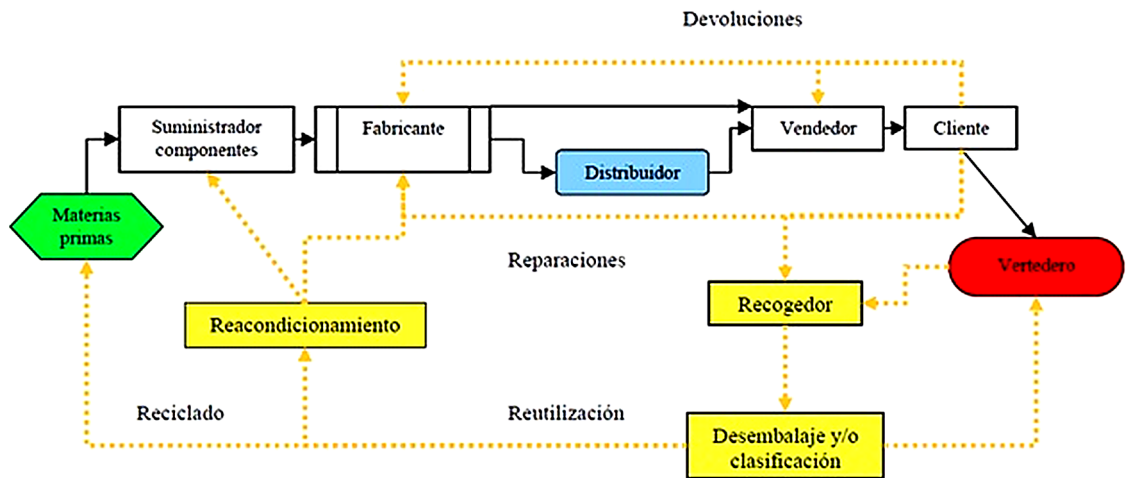 Devoluciones
Suministrador
componentes
Fabricante
Vendedor
Cliente
Distribuidor
Materias
primas
Reparaciones
Vertedero
Recogedor
Reacondicionamiento
Reciclado
Reutilización
Desembalaje y/o
clasificación